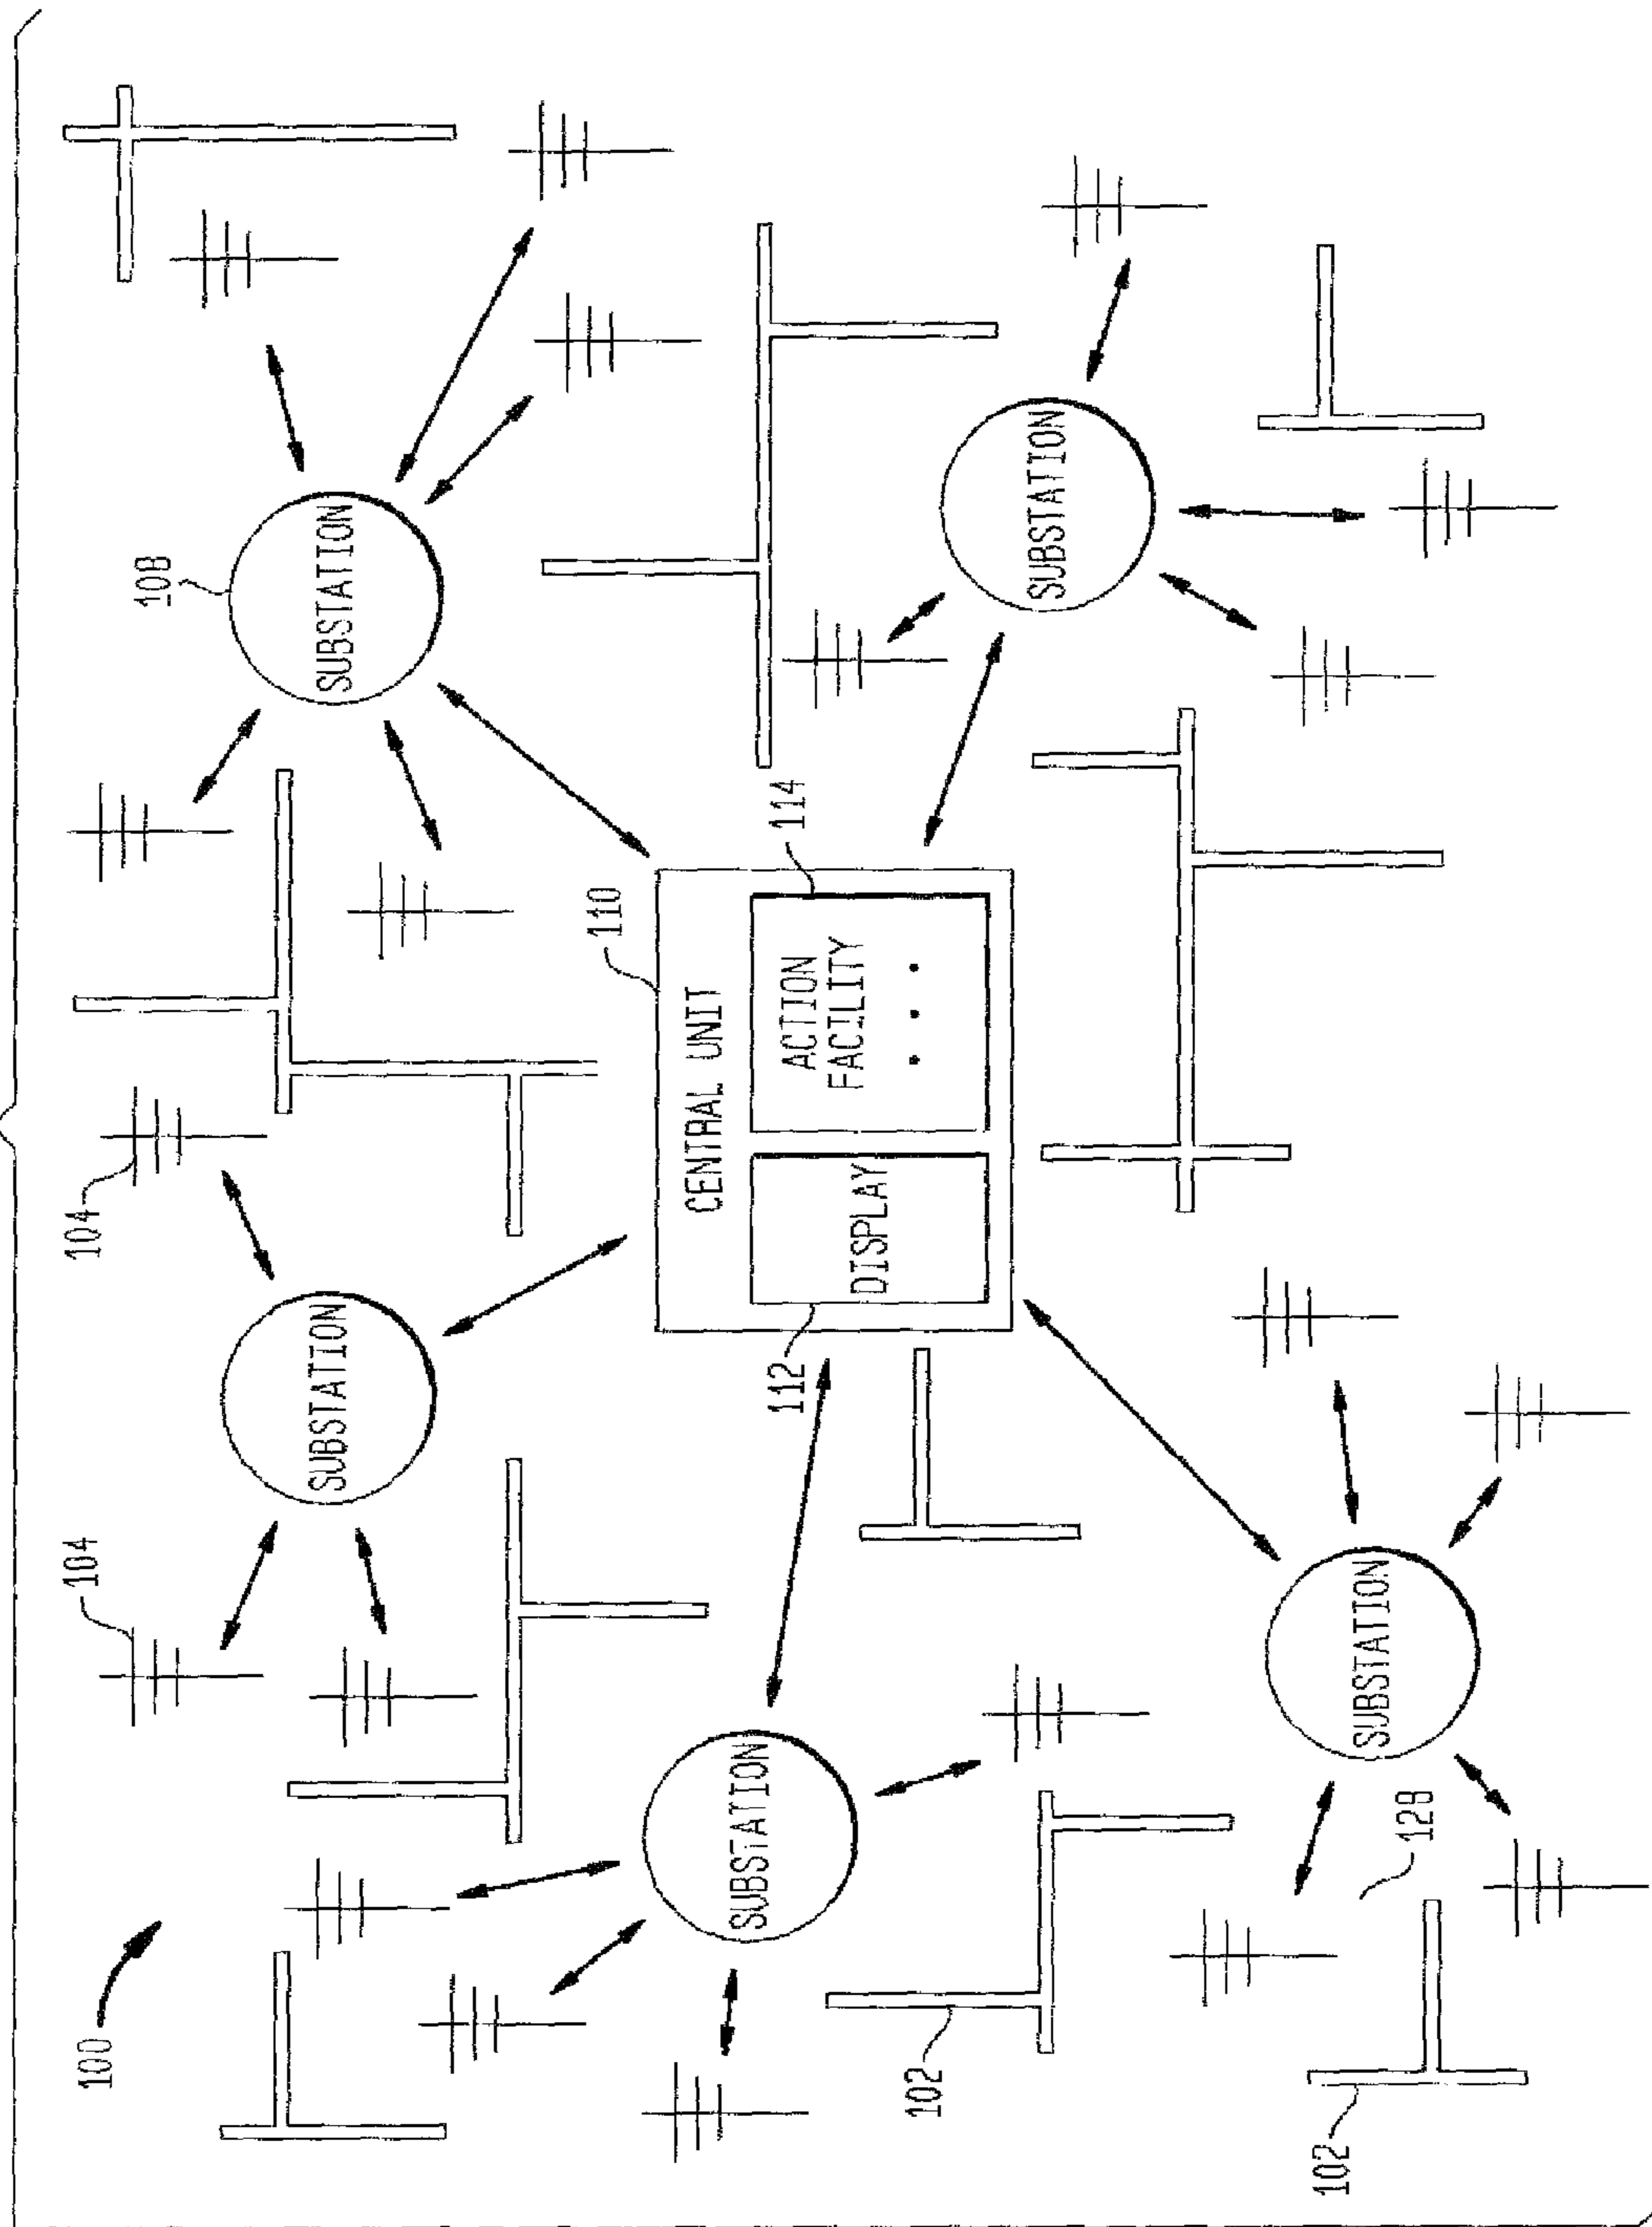 100
104
104
108
SUBSTATION
SUBSTATION
110
CENTRAL UNIT
SUBSTATION
112
114
ACTION
FACILITY
. . .
DISPLAY
102
SUBSTATION
102
SUBSTATION
128